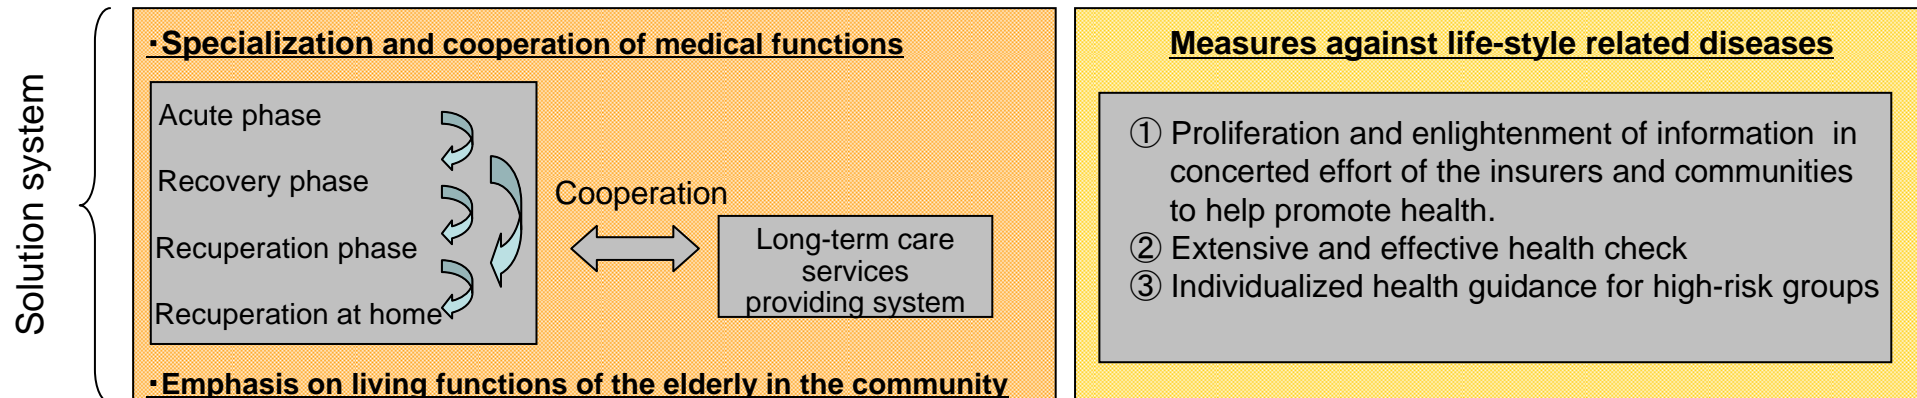 Solution system
・Specialization and cooperation of medical functions
Acute phase
Recovery phase
Recuperation phase
Recuperation at home
Cooperation
Long-term care
services
providing system
・Emphasis on living functions of the elderly in the community
Measures against life-style related diseases
① Proliferation and enlightenment of information in
concerted effort of the insurers and communities
to help promote health.
② Extensive and effective health check
③ Individualized health guidance for high-risk groups